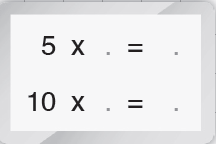 5 x . = .
10 x . = .